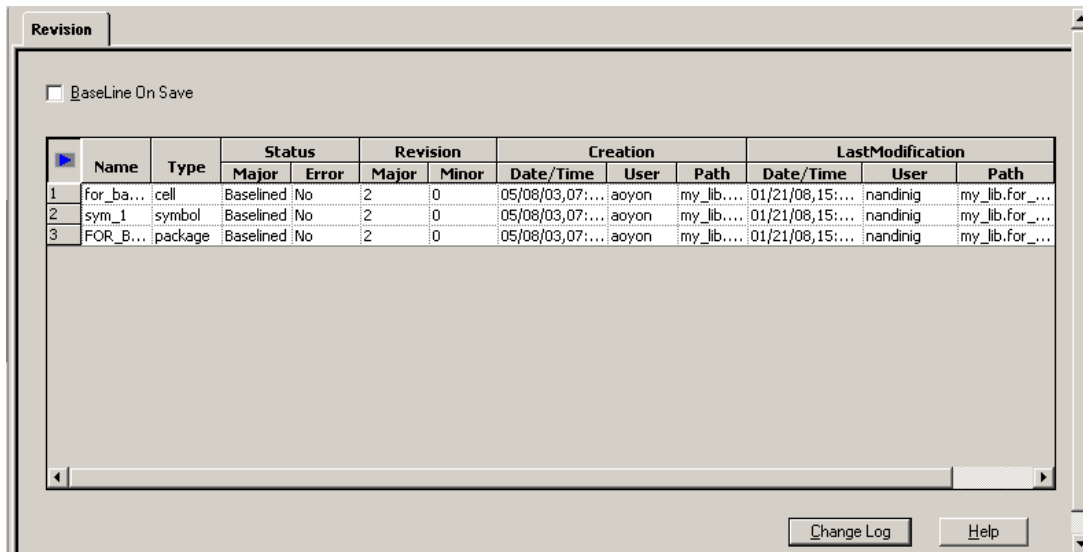 Revision
BaseLine On Save
Name Type Status Revision Creation LastModification
Major Error Major Minor Date/Time User Path Date/Time User Path
1 for_ba... cell Baselined No 2 0 05/08/03,07:... aoyon my_lib.... 01/21/08,15:... nandinig my_lib.for_...
2 sym_1 symbol Baselined No 2 0 05/08/03,07:... aoyon my_lib.... 01/21/08,15:... nandinig my_lib.for_...
3 FOR_B... package Baselined No 2 0 05/08/03,07:... aoyon my_lib.... 01/21/08,15:... nandinig my_lib.for_...
Change Log Help